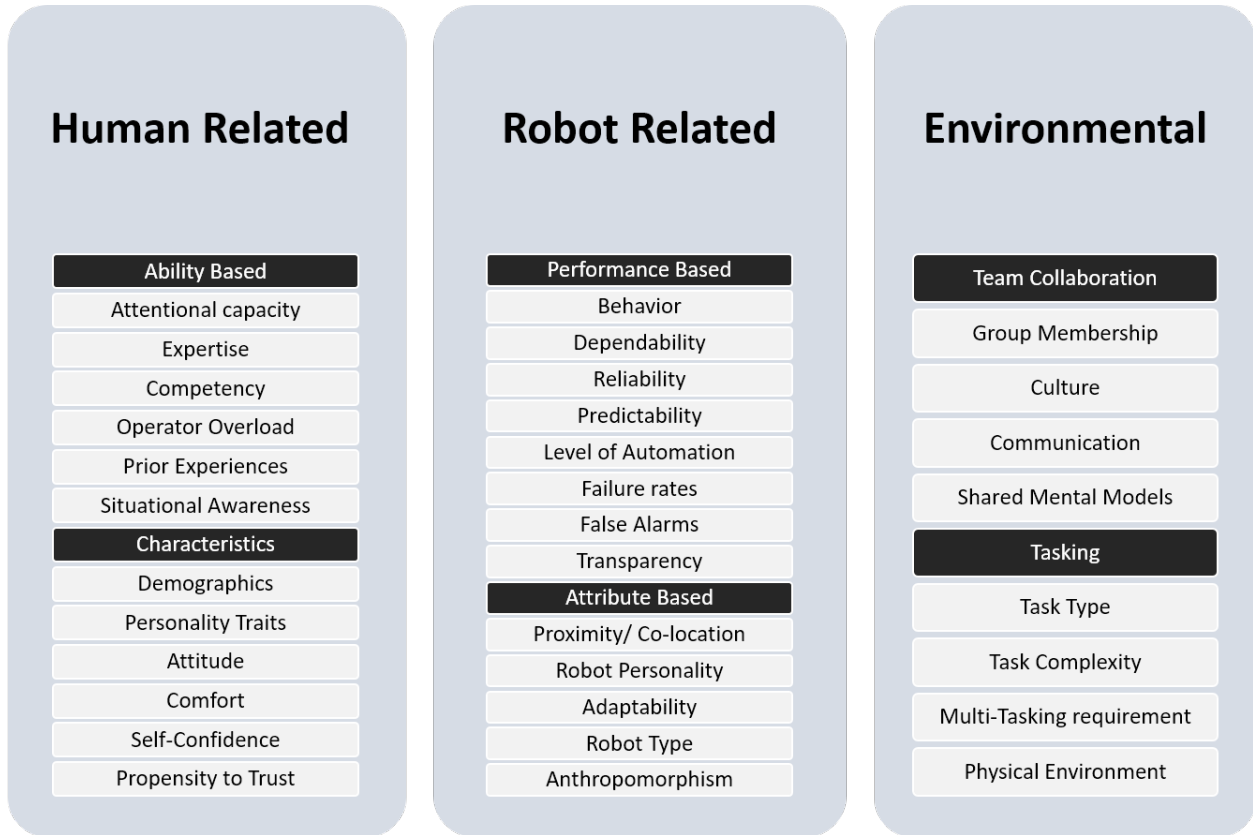 Human Related
Ability Based
Attentional capacity
Expertise
Competency
Operator Overload
Prior Experiences
Situational Awareness
Characteristics
Demographics
Personality Traits
Attitude
Comfort
Self-Confidence
Propensity to Trust
Robot Related
Performance Based
Behavior
Dependability
Reliability
Predictability
Level of Automation
Failure rates
False Alarms
Transparency
Attribute Based
Proximity/ Co-location
Robot Personality
Adaptability
Robot Type
Anthropomorphism
Environmental
Team Collaboration
Group Membership
Culture
Communication
Shared Mental Models
Tasking
Task Type
Task Complexity
Multi-Tasking requirement
Physical Environment